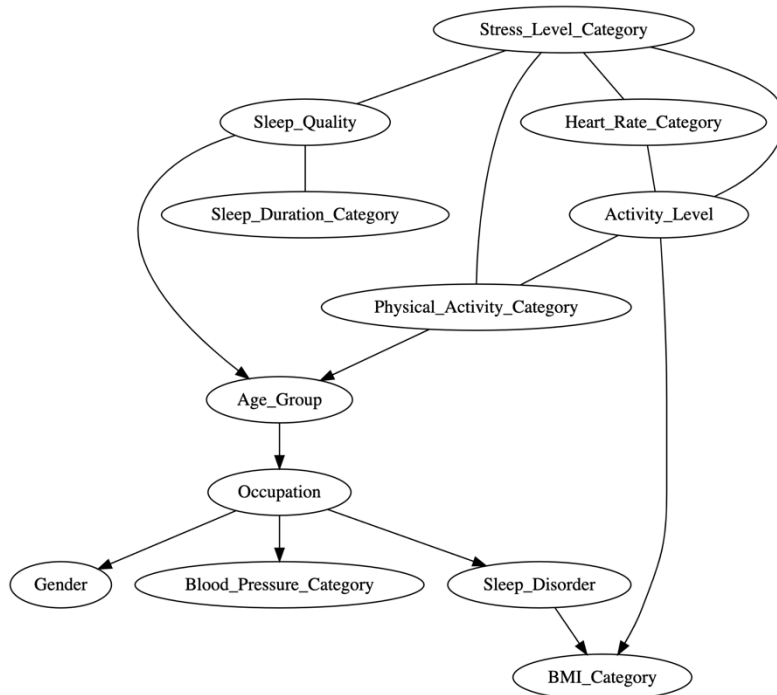 Stress_Level_Category
Sleep_Quality
Heart_Rate_Category
Sleep_Duration_Category
Activity_Level
Physical_Activity_Category
Age_Group
Occupation
Gender
Blood_Pressure_Category
Sleep_Disorder
BMI_Category